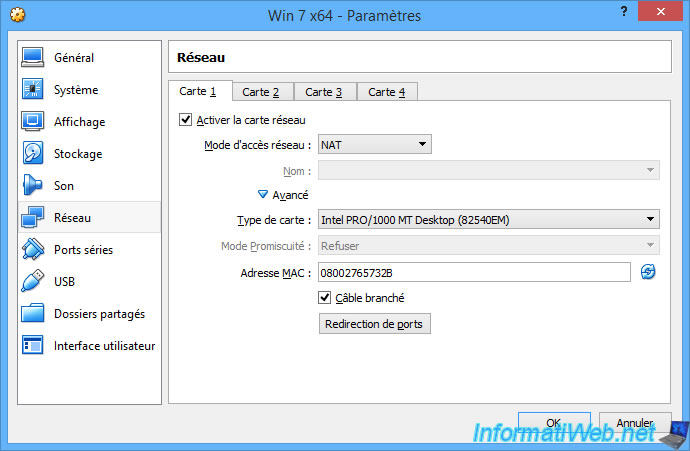 Win 7 x64 - Paramètres
?
Général
Système
Affichage
Stockage
Son
Réseau
Ports séries
USB
Dossiers partagés
Interface utilisateur
Réseau
Carte 1 Carte 2 Carte 3 Carte 4
Activer la carte réseau
Mode d'accès réseau : NAT
Nom :
Avancé
Type de carte : Intel PRO/1000 MT Desktop (82540EM)
Mode Promiscuité : Refuser
Adresse MAC : 08002765732B
Câble branché
Redirection de ports
OK Annuler
InformatiWeb.net